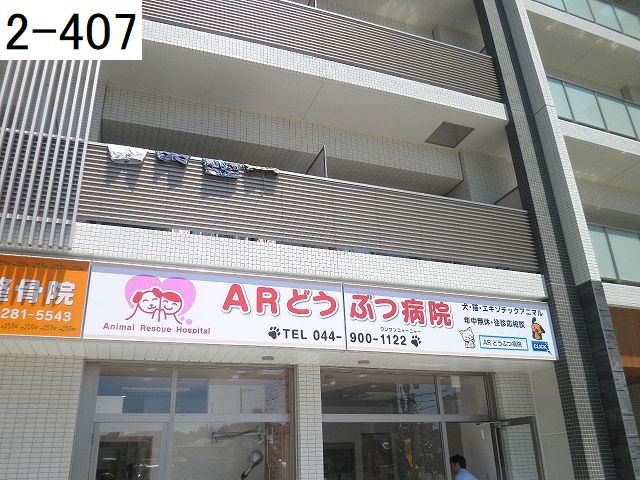 2-407
整骨院
281-5543
Animal Rescue Hospital
ARどうぶつ病院
ワンワンニャーニャー
TEL 044-900-1122
犬・猫・エキゾチックアニマル
年中無休・往診応相談
ARどうぶつ病院
CLICK